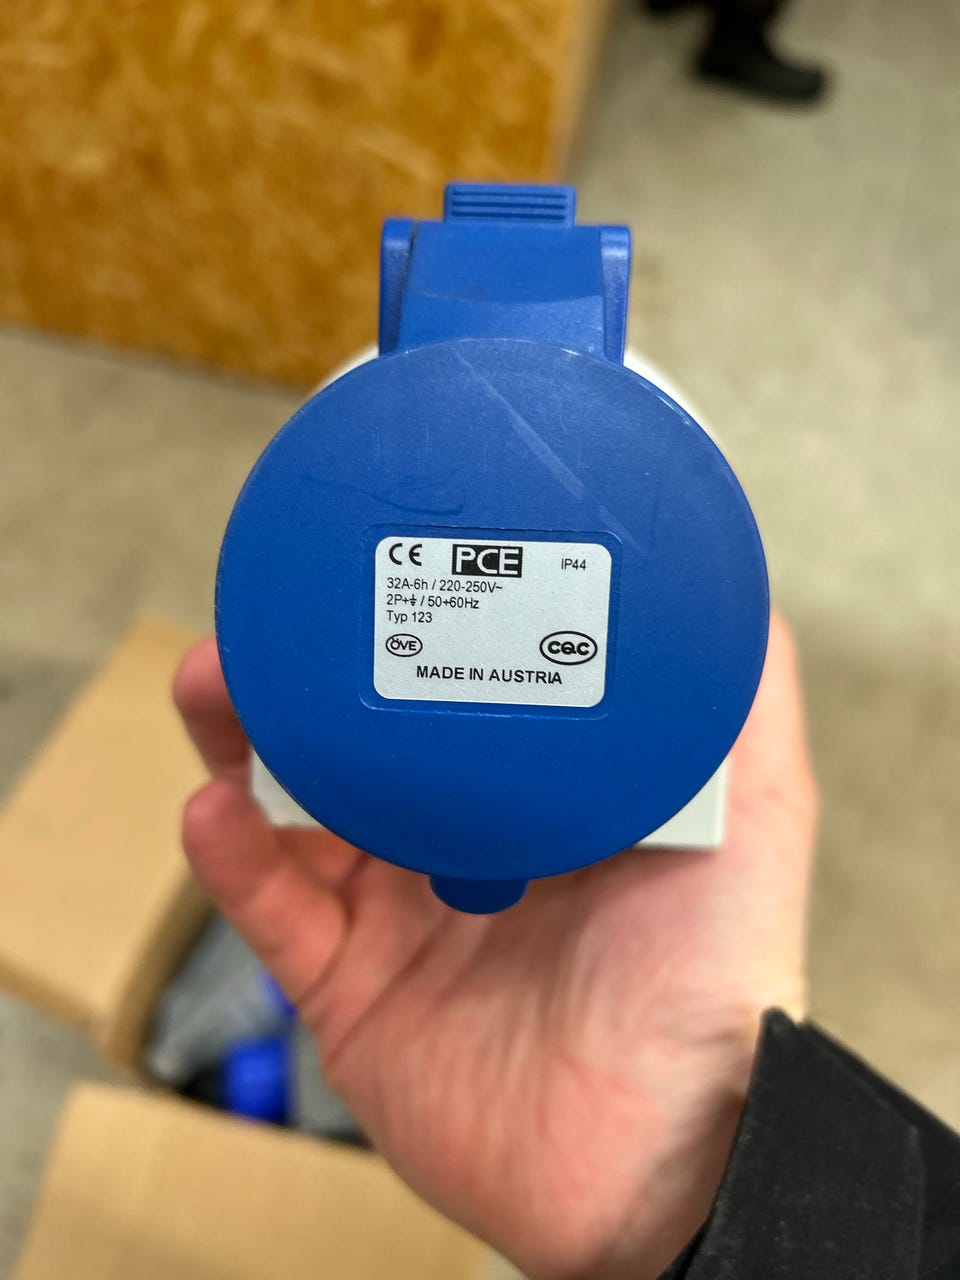 CE PCE IP44
32A-6h / 220-250V~
2P+⏚ / 50+60Hz
Typ 123
ÖVE CQC
MADE IN AUSTRIA